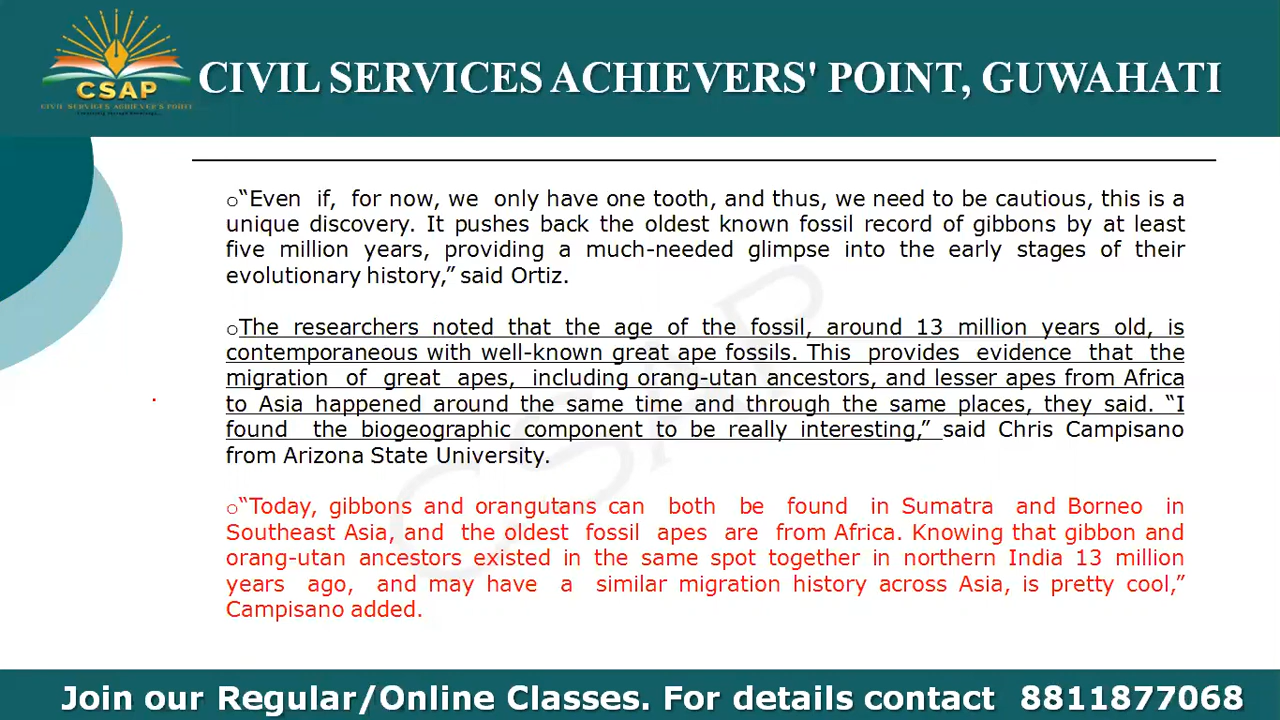 CSAP
CIVIL SERVICES ACHIEVER'S POINT
CIVIL SERVICES ACHIEVERS' POINT, GUWAHATI
o“Even if, for now, we only have one tooth, and thus, we need to be cautious, this is a
unique discovery. It pushes back the oldest known fossil record of gibbons by at least
five million years, providing a much-needed glimpse into the early stages of their
evolutionary history,” said Ortiz.
oThe researchers noted that the age of the fossil, around 13 million years old, is
contemporaneous with well-known great ape fossils. This provides evidence that the
migration of great apes, including orang-utan ancestors, and lesser apes from Africa
to Asia happened around the same time and through the same places, they said. “I
found the biogeographic component to be really interesting,” said Chris Campisano
from Arizona State University.
o“Today, gibbons and orangutans can both be found in Sumatra and Borneo in
Southeast Asia, and the oldest fossil apes are from Africa. Knowing that gibbon and
orang-utan ancestors existed in the same spot together in northern India 13 million
years ago, and may have a similar migration history across Asia, is pretty cool,”
Campisano added.
CSAP
Join our Regular/Online Classes. For details contact 8811877068